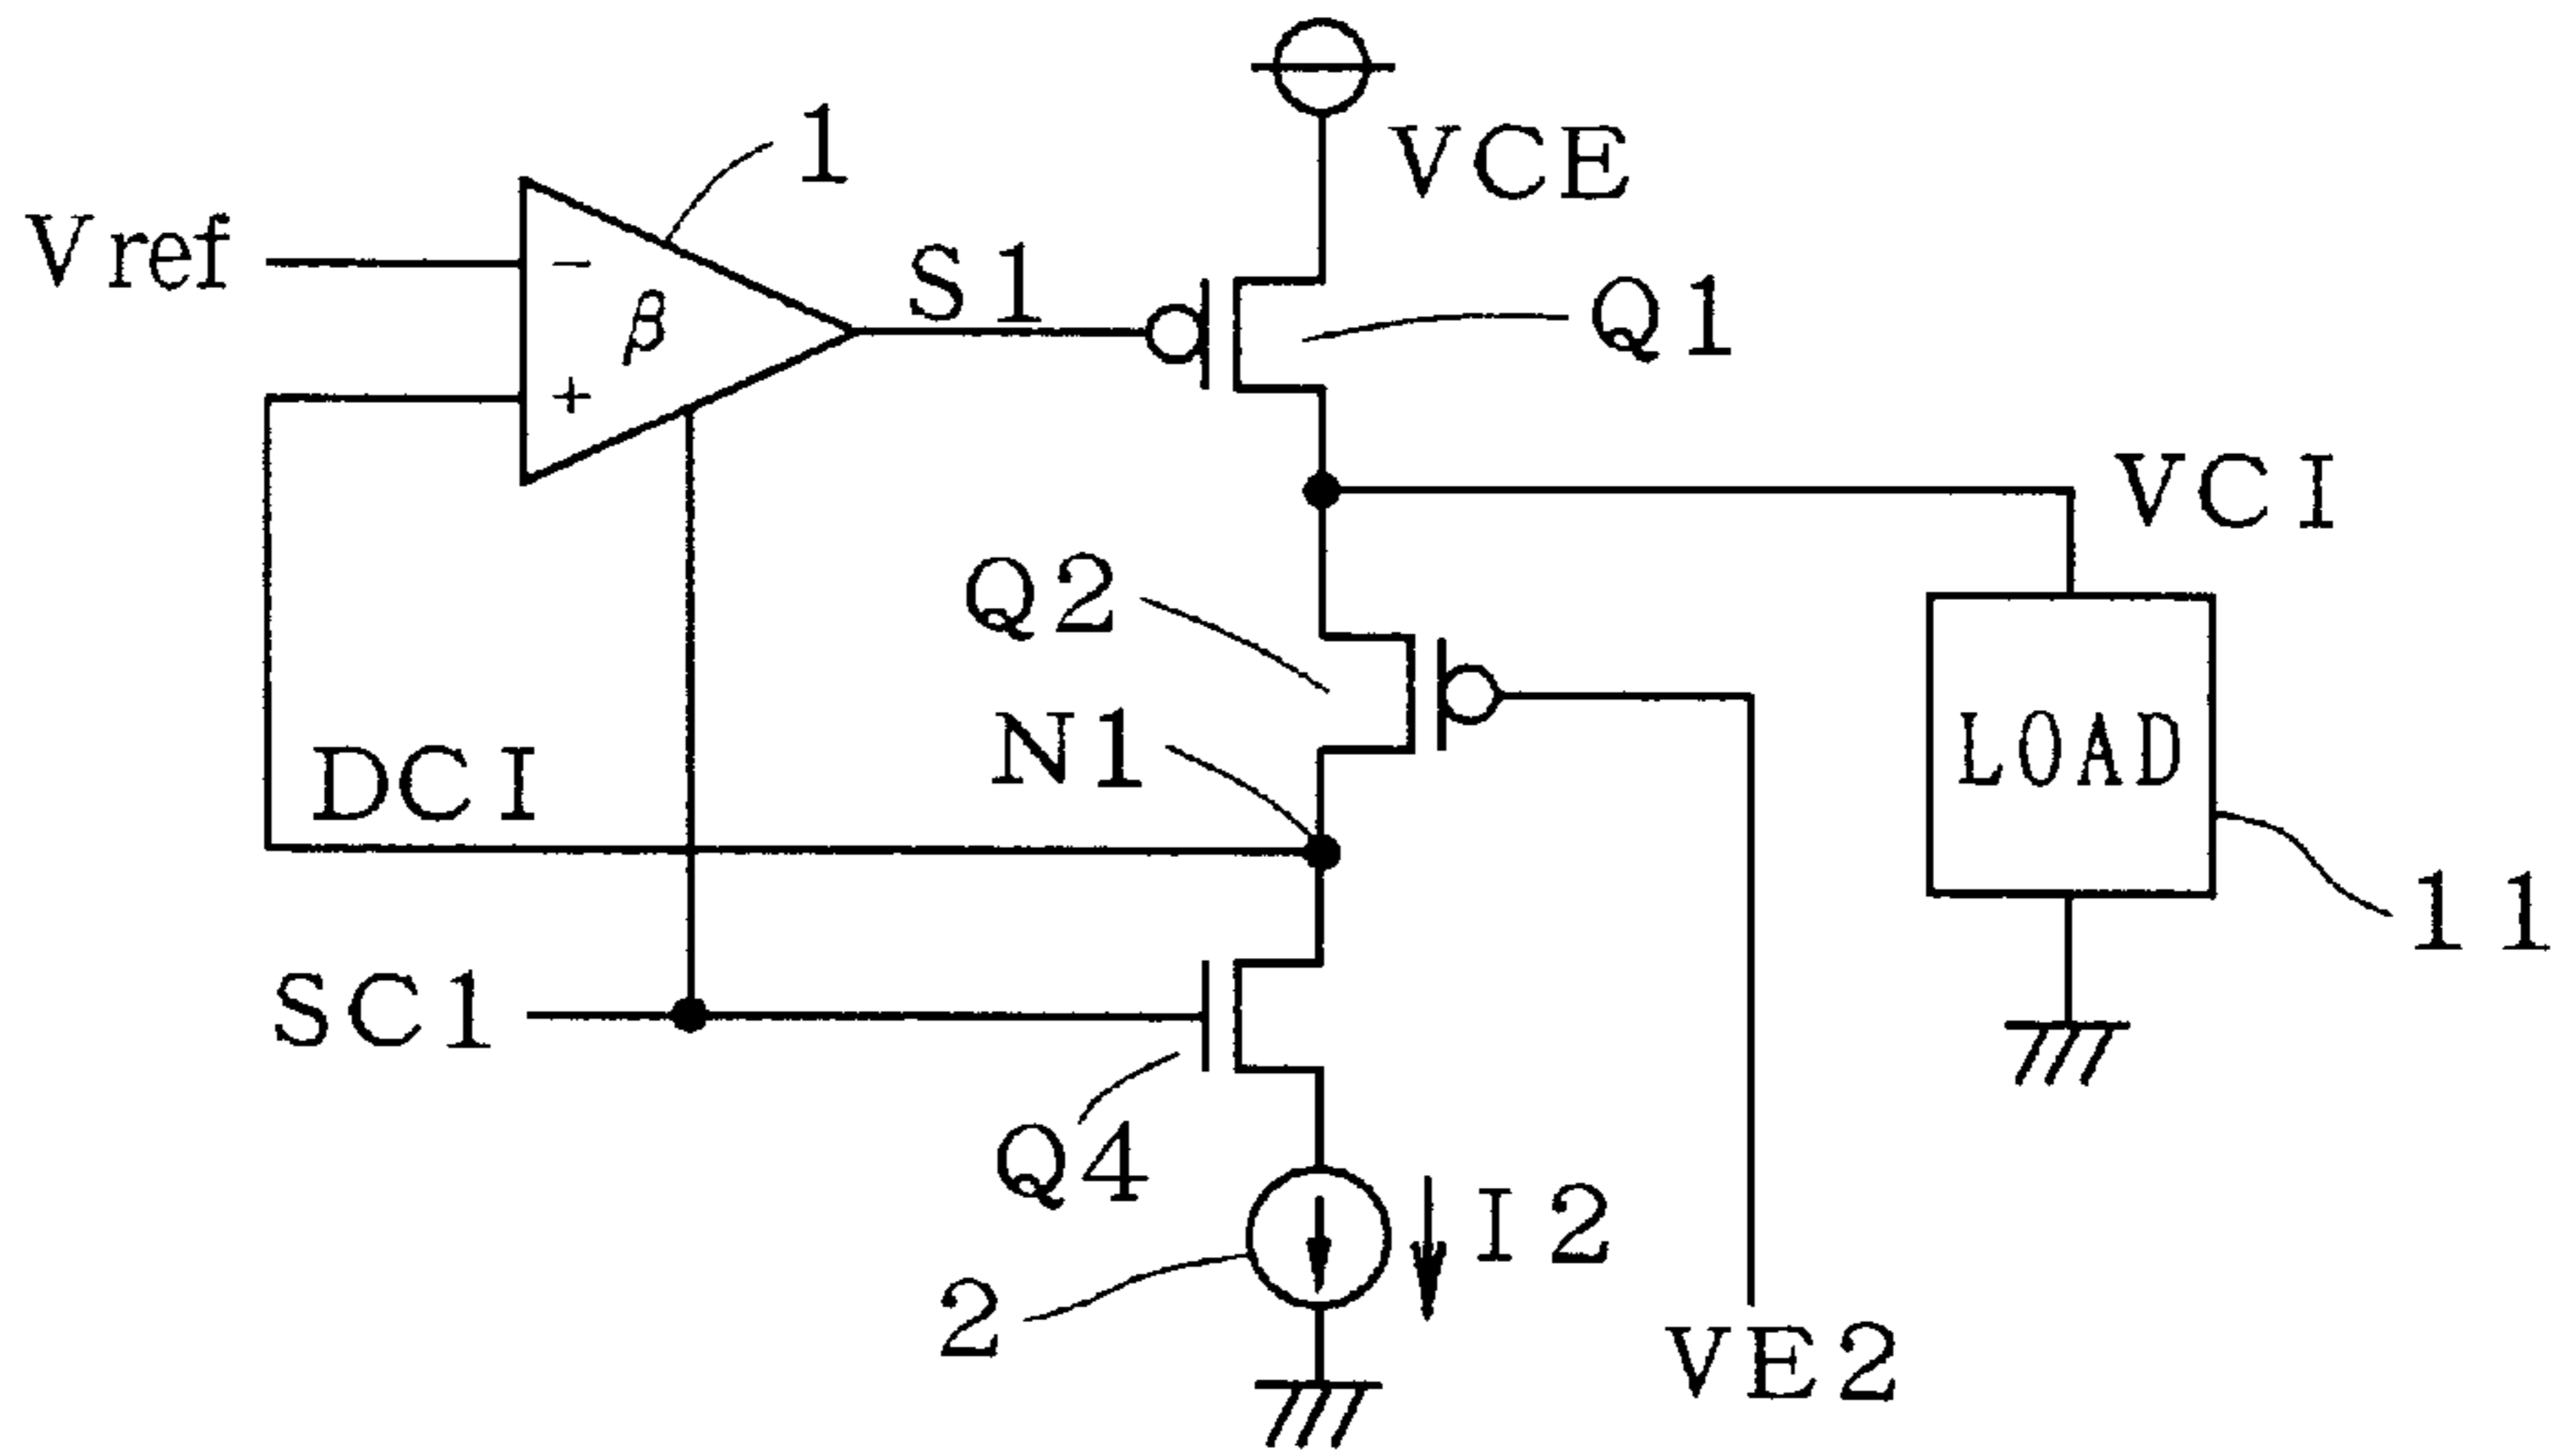 VCE
1
Vref
S1
Q1
−
β
+
VCI
Q2
N1
LOAD
DCI
11
SC1
Q4
I2
2
VE2